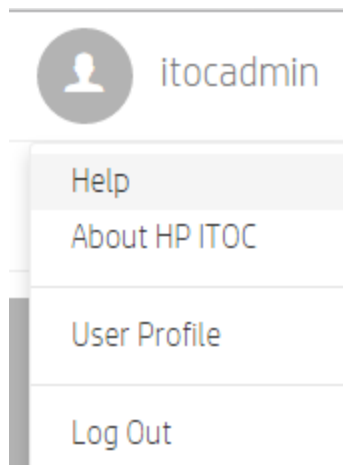 itocadmin
Help
About HP ITOC
User Profile
Log Out